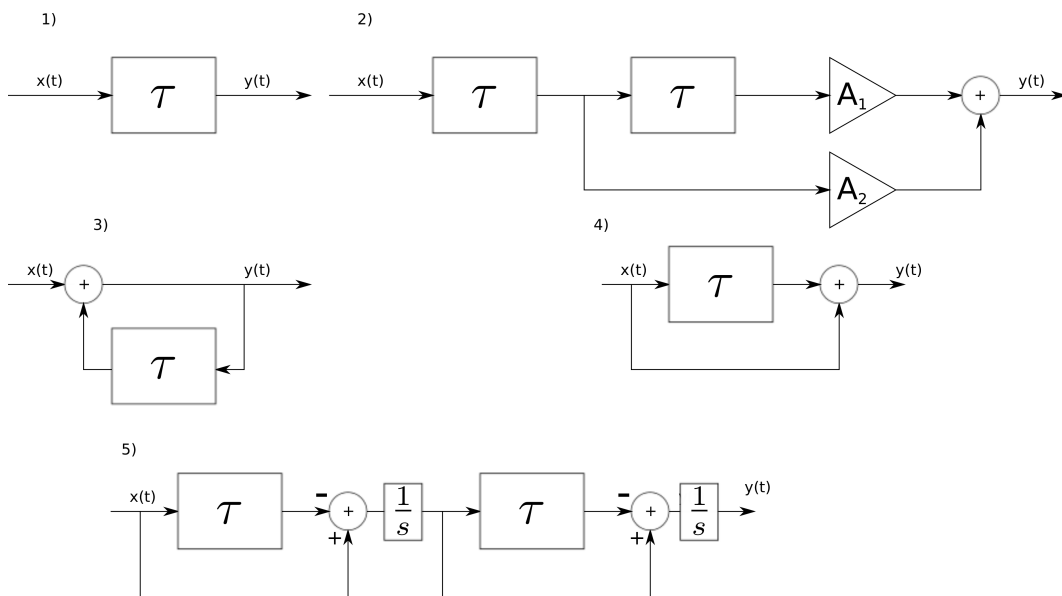 1)
2)
x(t) τ y(t)
x(t) τ τ A₁ + y(t)
A₂
3)
4)
x(t) + y(t)
τ
x(t) τ + y(t)
5)
x(t) τ - + + 1/s τ - + + 1/s y(t)